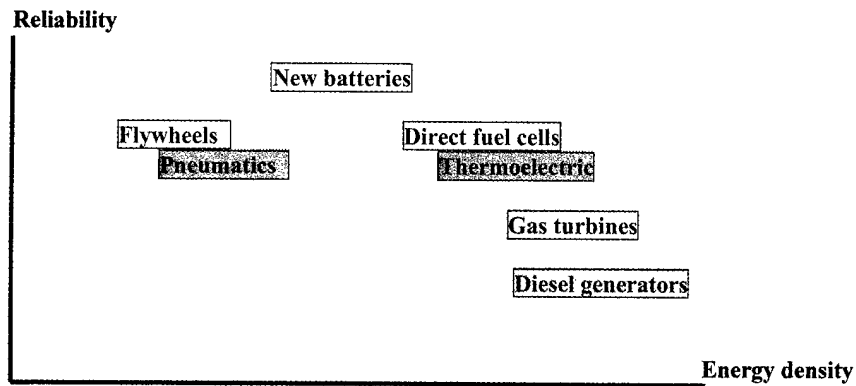 Reliability
New batteries
Flywheels
Direct fuel cells
Pneumatics
Thermoelectric
Gas turbines
Diesel generators
Energy density